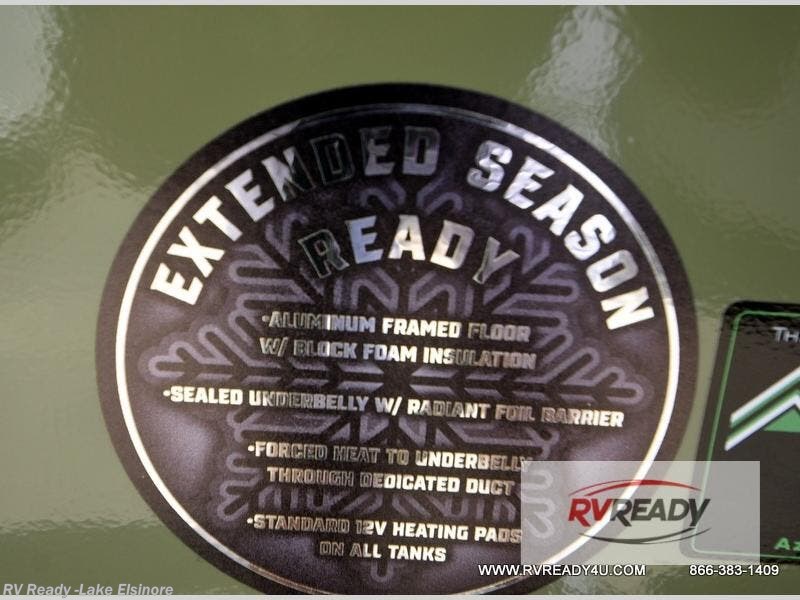 EXTENDED SEASON
READY
•ALUMINUM FRAMED FLOOR
W/ BLOCK FOAM INSULATION
•SEALED UNDERBELLY W/ RADIANT FOIL BARRIER
•FORCED HEAT TO UNDERBELLY
THROUGH DEDICATED DUCT
•STANDARD 12V HEATING PADS
ON ALL TANKS
RVREADY
WWW.RVREADY4U.COM 866-383-1409
RV Ready -Lake Elsinore